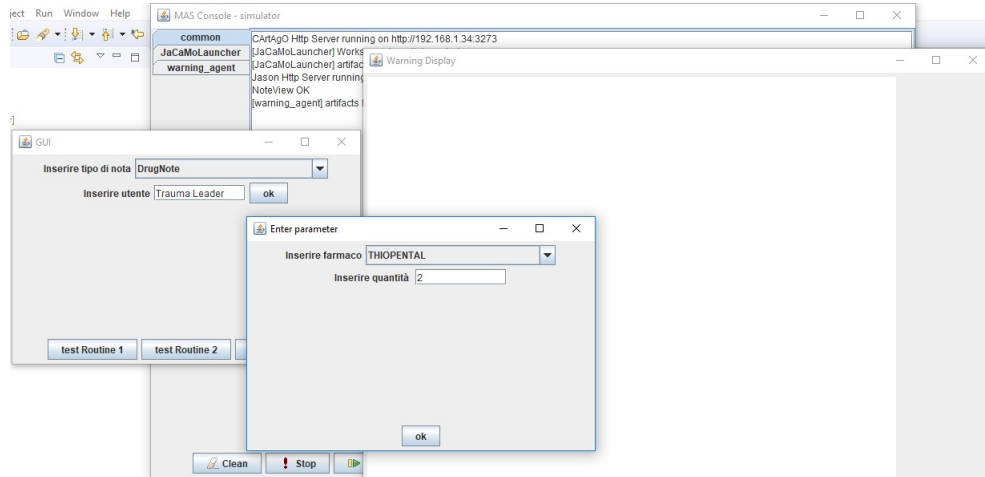 ject Run Window Help
MAS Console - simulator
common
JaCaMoLauncher
warning_agent
CArtAgO Http Server running on http://192.168.1.34:3273
[JaCaMoLauncher] Works
[JaCaMoLauncher] artifac
Jason Http Server running
NoteView OK
[warning_agent] artifacts
Warning Display
GUI
Inserire tipo di nota DrugNote
Inserire utente Trauma Leader ok
test Routine 1 test Routine 2
Enter parameter
Inserire farmaco THIOPENTAL
Inserire quantità 2
ok
Clean Stop